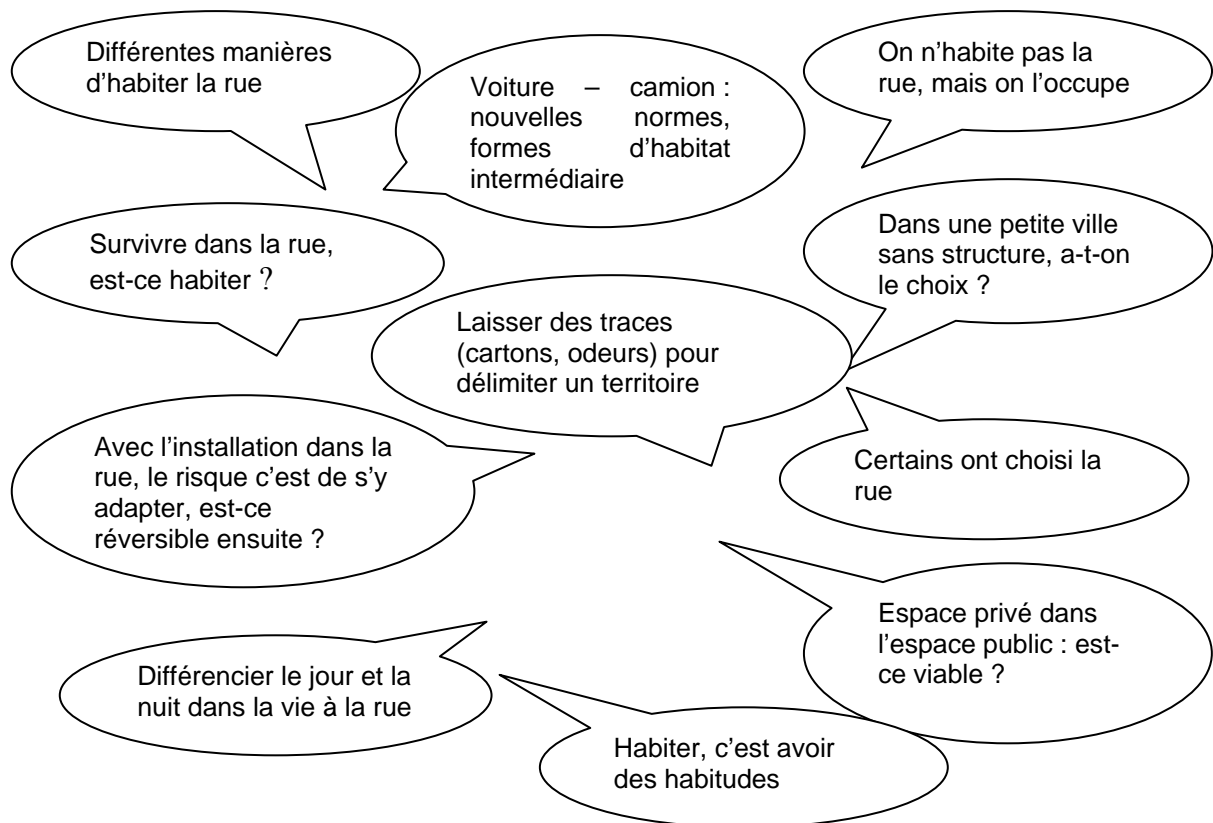 Différentes manières
d'habiter la rue
Voiture – camion :
nouvelles normes,
formes d'habitat
intermédiaire
On n'habite pas la
rue, mais on l'occupe
Survivre dans la rue,
est-ce habiter ?
Dans une petite ville
sans structure, a-t-on
le choix ?
Laisser des traces
(cartons, odeurs) pour
délimiter un territoire
Avec l'installation dans la
rue, le risque c'est de s'y
adapter, est-ce
réversible ensuite ?
Certains ont choisi la
rue
Espace privé dans
l'espace public : est-
ce viable ?
Différencier le jour et la
nuit dans la vie à la rue
Habiter, c'est avoir
des habitudes